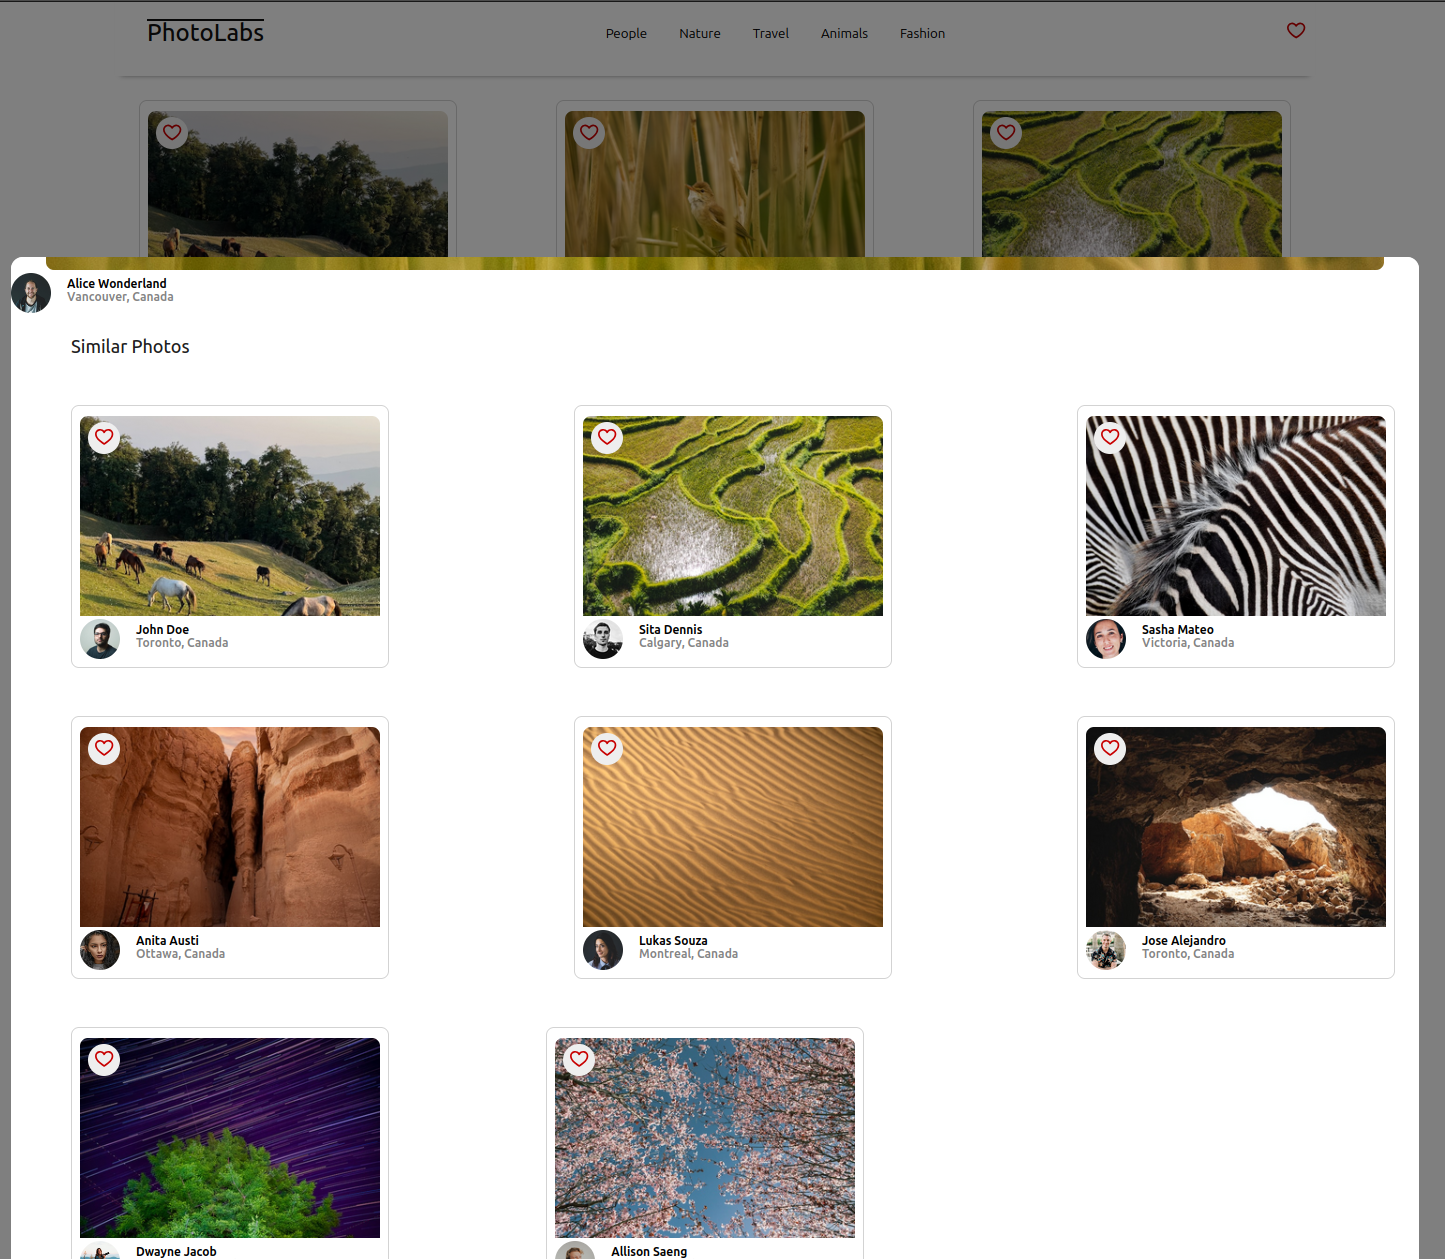 PhotoLabs
People Nature Travel Animals Fashion
Alice Wonderland
Vancouver, Canada
Similar Photos
John Doe
Toronto, Canada
Sita Dennis
Calgary, Canada
Sasha Mateo
Victoria, Canada
Anita Austi
Ottawa, Canada
Lukas Souza
Montreal, Canada
Jose Alejandro
Toronto, Canada
Dwayne Jacob
Allison Saeng